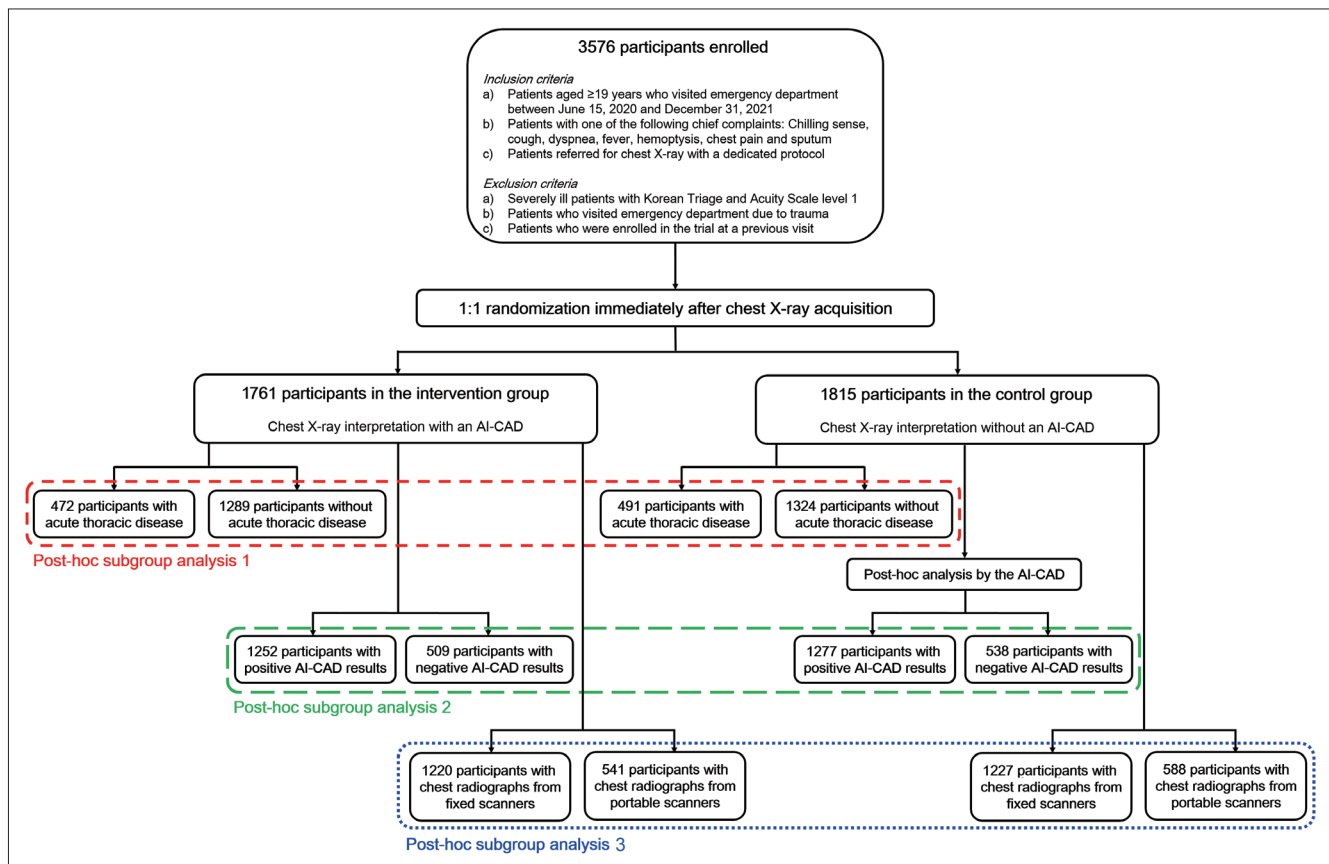 3576 participants enrolled
Inclusion criteria
a) Patients aged ≥19 years who visited emergency department
between June 15, 2020 and December 31, 2021
b) Patients with one of the following chief complaints: Chilling sense,
cough, dyspnea, fever, hemoptysis, chest pain and sputum
c) Patients referred for chest X-ray with a dedicated protocol
Exclusion criteria
a) Severely ill patients with Korean Triage and Acuity Scale level 1
b) Patients who visited emergency department due to trauma
c) Patients who were enrolled in the trial at a previous visit
1:1 randomization immediately after chest X-ray acquisition
1761 participants in the intervention group
Chest X-ray interpretation with an AI-CAD
1815 participants in the control group
Chest X-ray interpretation without an AI-CAD
472 participants with
acute thoracic disease
1289 participants without
acute thoracic disease
491 participants with
acute thoracic disease
1324 participants without
acute thoracic disease
Post-hoc subgroup analysis 1
Post-hoc analysis by the AI-CAD
1252 participants with
positive AI-CAD results
509 participants with
negative AI-CAD results
1277 participants with
positive AI-CAD results
538 participants with
negative AI-CAD results
Post-hoc subgroup analysis 2
1220 participants with
chest radiographs from
fixed scanners
541 participants with
chest radiographs from
portable scanners
1227 participants with
chest radiographs from
fixed scanners
588 participants with
chest radiographs from
portable scanners
Post-hoc subgroup analysis 3